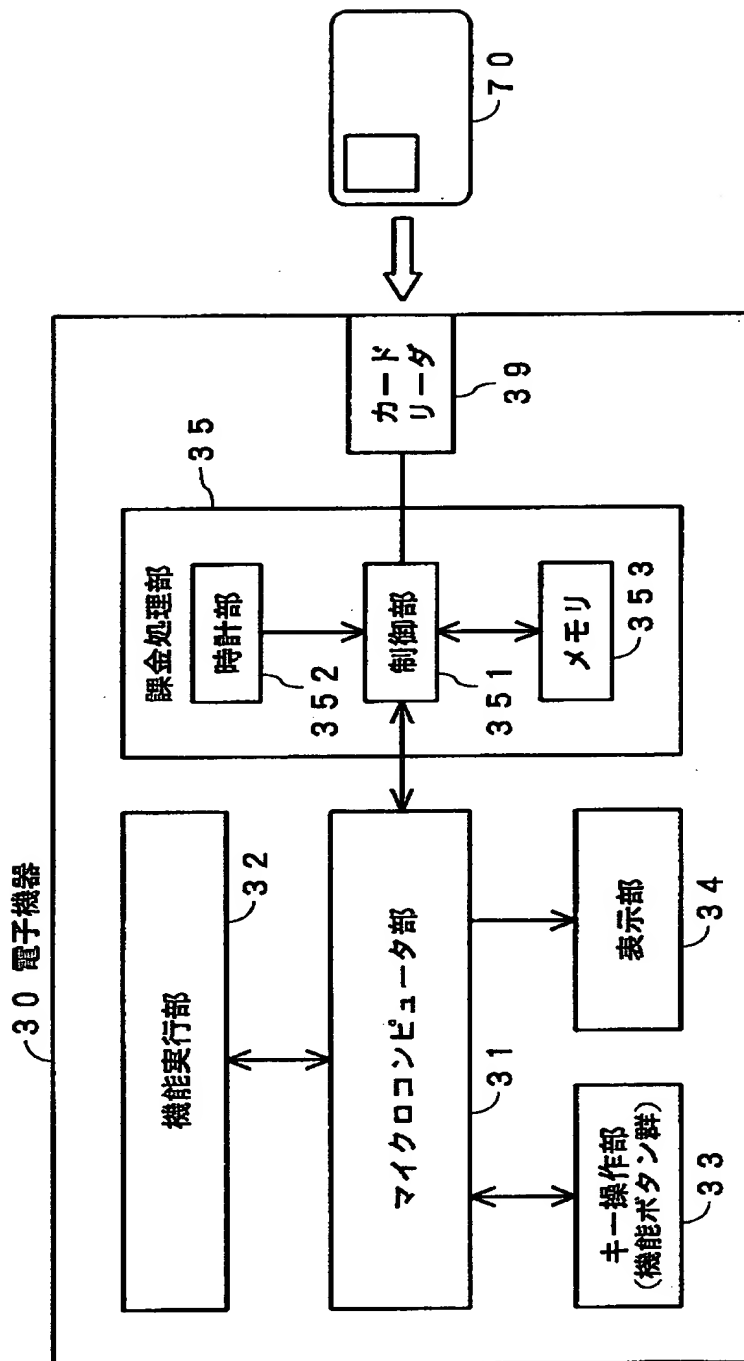 30 電子機器
機能実行部
32
マイクロコンピュータ部
31
キー操作部
(機能ボタン群)
33
表示部
34
課金処理部
35
時計部
352
制御部
351
メモリ
353
カード
リーダ
39
70